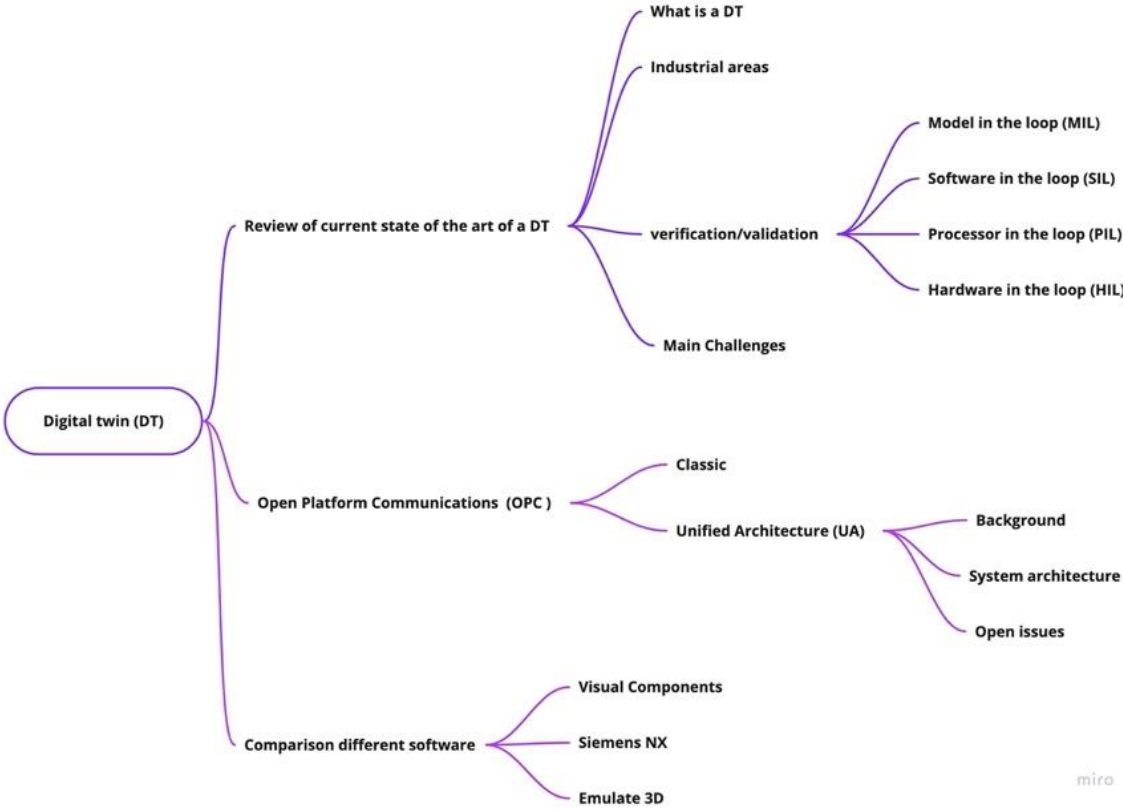 What is a DT
Industrial areas
Model in the loop (MIL)
Software in the loop (SIL)
Review of current state of the art of a DT
verification/validation
Processor in the loop (PIL)
Hardware in the loop (HIL)
Main Challenges
Digital twin (DT)
Classic
Open Platform Communications  (OPC )
Unified Architecture (UA)
Background
System architecture
Open issues
Visual Components
Comparison different software
Siemens NX
Emulate 3D
miro